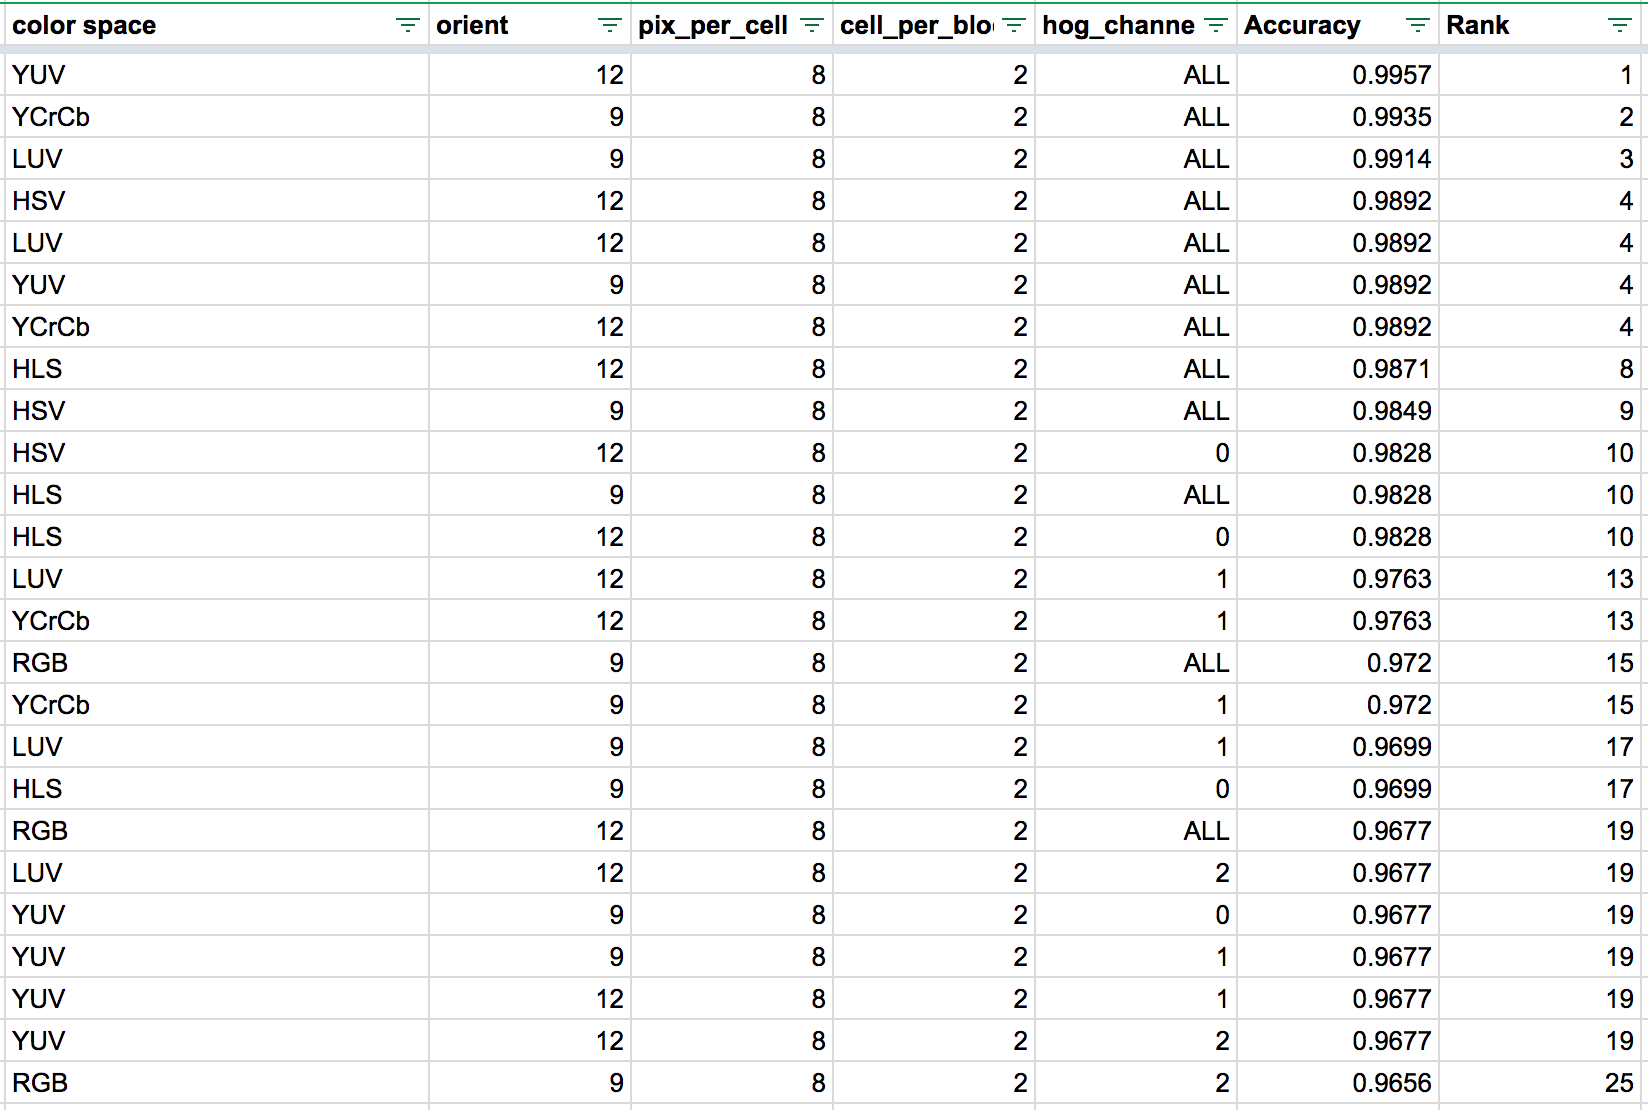 color space orient pix_per_cell cell_per_blo hog_channe Accuracy Rank
YUV 12 8 2 ALL 0.9957 1
YCrCb 9 8 2 ALL 0.9935 2
LUV 9 8 2 ALL 0.9914 3
HSV 12 8 2 ALL 0.9892 4
LUV 12 8 2 ALL 0.9892 4
YUV 9 8 2 ALL 0.9892 4
YCrCb 12 8 2 ALL 0.9892 4
HLS 12 8 2 ALL 0.9871 8
HSV 9 8 2 ALL 0.9849 9
HSV 12 8 2 0 0.9828 10
HLS 9 8 2 ALL 0.9828 10
HLS 12 8 2 0 0.9828 10
LUV 12 8 2 1 0.9763 13
YCrCb 12 8 2 1 0.9763 13
RGB 9 8 2 ALL 0.972 15
YCrCb 9 8 2 1 0.972 15
LUV 9 8 2 1 0.9699 17
HLS 9 8 2 0 0.9699 17
RGB 12 8 2 ALL 0.9677 19
LUV 12 8 2 2 0.9677 19
YUV 9 8 2 0 0.9677 19
YUV 9 8 2 1 0.9677 19
YUV 12 8 2 1 0.9677 19
YUV 12 8 2 2 0.9677 19
RGB 9 8 2 2 0.9656 25